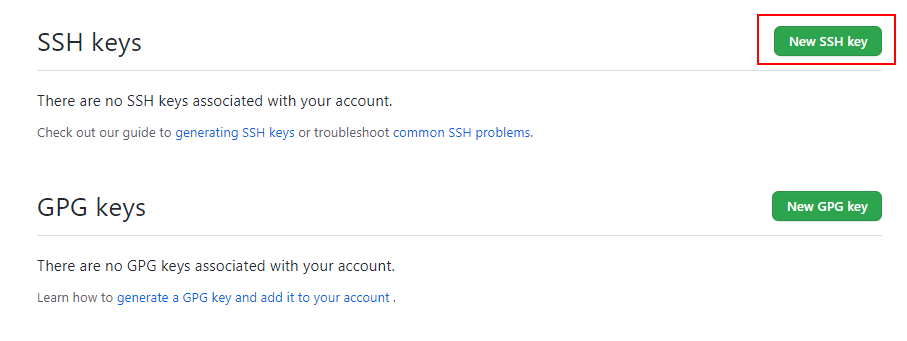 SSH keys
New SSH key
There are no SSH keys associated with your account.
Check out our guide to generating SSH keys or troubleshoot common SSH problems.
GPG keys
New GPG key
There are no GPG keys associated with your account.
Learn how to generate a GPG key and add it to your account .